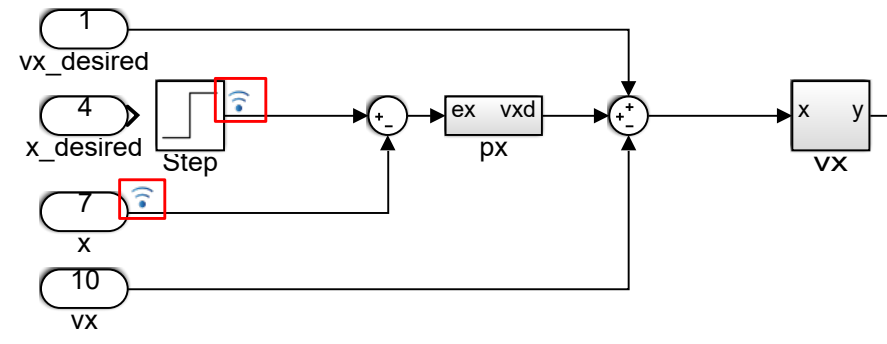 1
vx_desired
4
x_desired
Step
+
−
ex vxd
px
+
+
−
x y
vx
7
x
10
vx